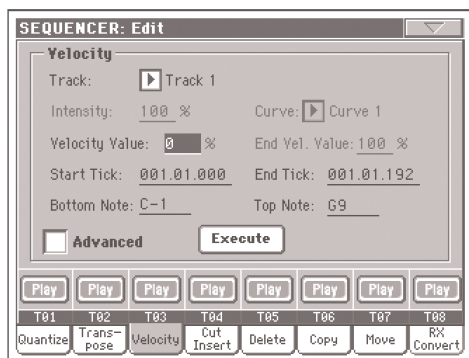 SEQUENCER: Edit
Velocity
Track: Track 1
Intensity: 100 % Curve: Curve 1
Velocity Value: 0 % End Vel. Value: 100 %
Start Tick: 001.01.000 End Tick: 001.01.192
Bottom Note: C-1 Top Note: G9
Advanced Execute
Play Play Play Play Play Play Play Play
T01 T02 T03 T04 T05 T06 T07 T08
Quantize Trans-pose Velocity Cut Insert Delete Copy Move RX Convert